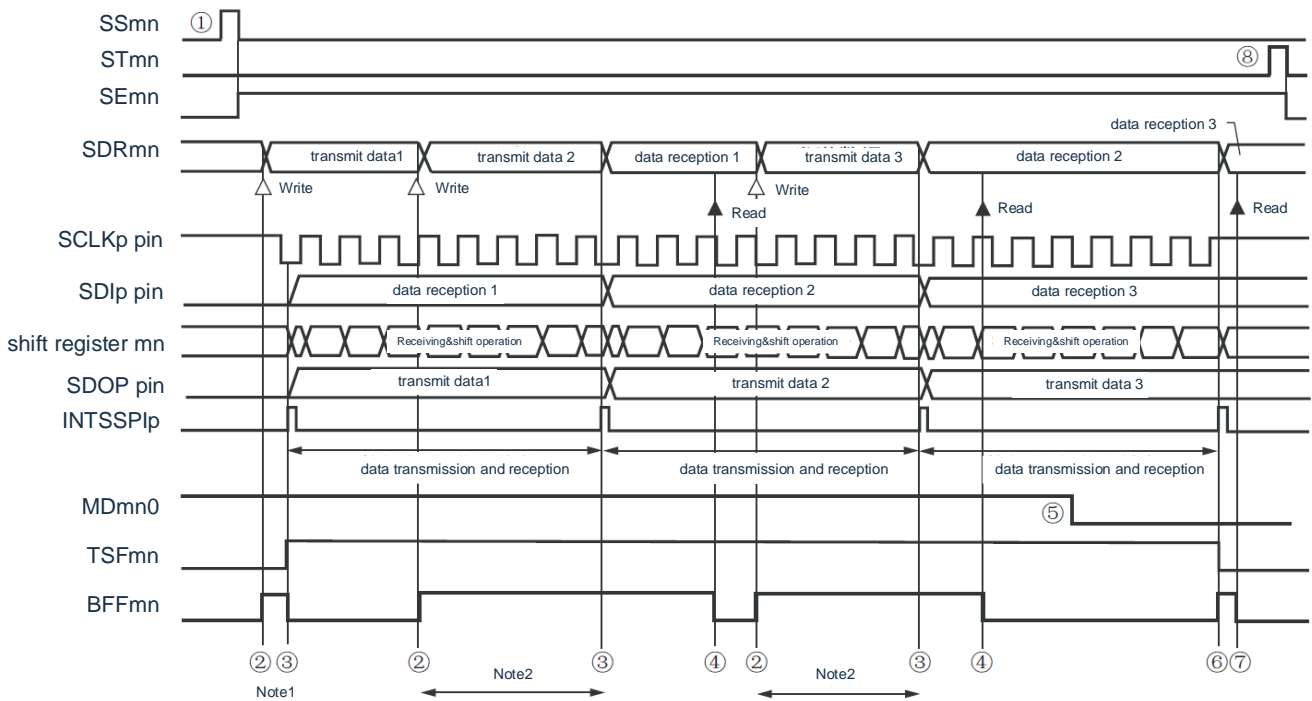 SSmn
①
STmn
⑧
SEmn
data reception 3
SDRmn
transmit data1
transmit data 2
data reception 1
transmit data 3
data reception 2
Write
Write
Read
Write
Read
Read
SCLKp pin
SDIp pin
data reception 1
data reception 2
data reception 3
shift register mn
Receiving&shift operation
Receiving&shift operation
Receiving&shift operation
SDOP pin
transmit data1
transmit data 2
transmit data 3
INTSSPIp
data transmission and reception
data transmission and reception
data transmission and reception
MDmn0
⑤
TSFmn
BFFmn
② ③ ② ③ ④ ② ③ ④ ⑥ ⑦
Note1
Note2
Note2